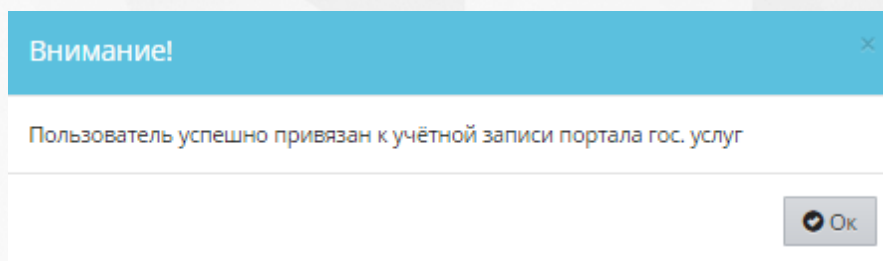 Внимание!
Пользователь успешно привязан к учётной записи портала гос. услуг
Ок